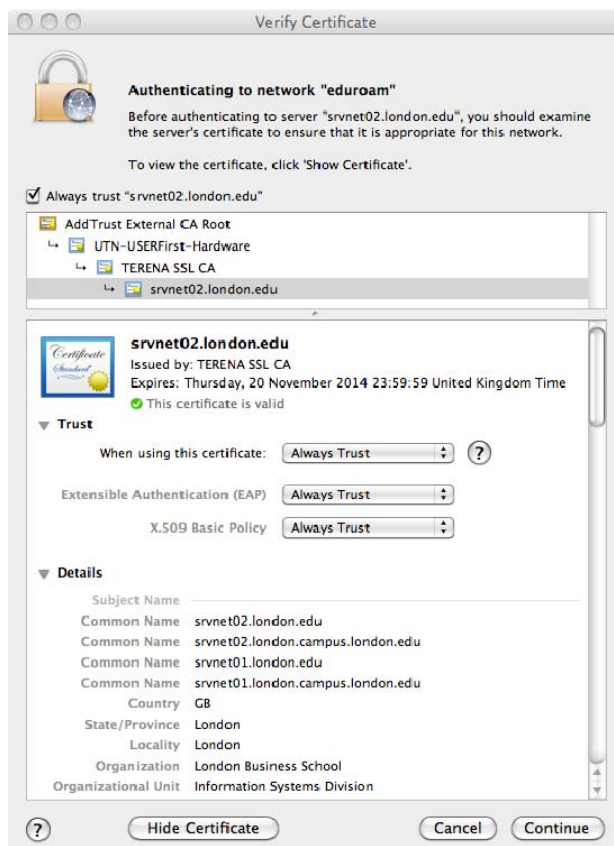 Verify Certificate
Authenticating to network "eduroam"
Before authenticating to server "srvnet02.london.edu", you should examine
the server's certificate to ensure that it is appropriate for this network.
To view the certificate, click 'Show Certificate'.
Always trust "srvnet02.london.edu"
AddTrust External CA Root
UTN-USERFirst-Hardware
TERENA SSL CA
srvnet02.london.edu
Certificate
Standard
srvnet02.london.edu
Issued by: TERENA SSL CA
Expires: Thursday, 20 November 2014 23:59:59 United Kingdom Time
This certificate is valid
Trust
When using this certificate: Always Trust ?
Extensible Authentication (EAP) Always Trust
X.509 Basic Policy Always Trust
Details
Subject Name
Common Name srvnet02.london.edu
Common Name srvnet02.london.campus.london.edu
Common Name srvnet01.london.edu
Common Name srvnet01.london.campus.london.edu
Country GB
State/Province London
Locality London
Organization London Business School
Organizational Unit Information Systems Division
? Hide Certificate Cancel Continue